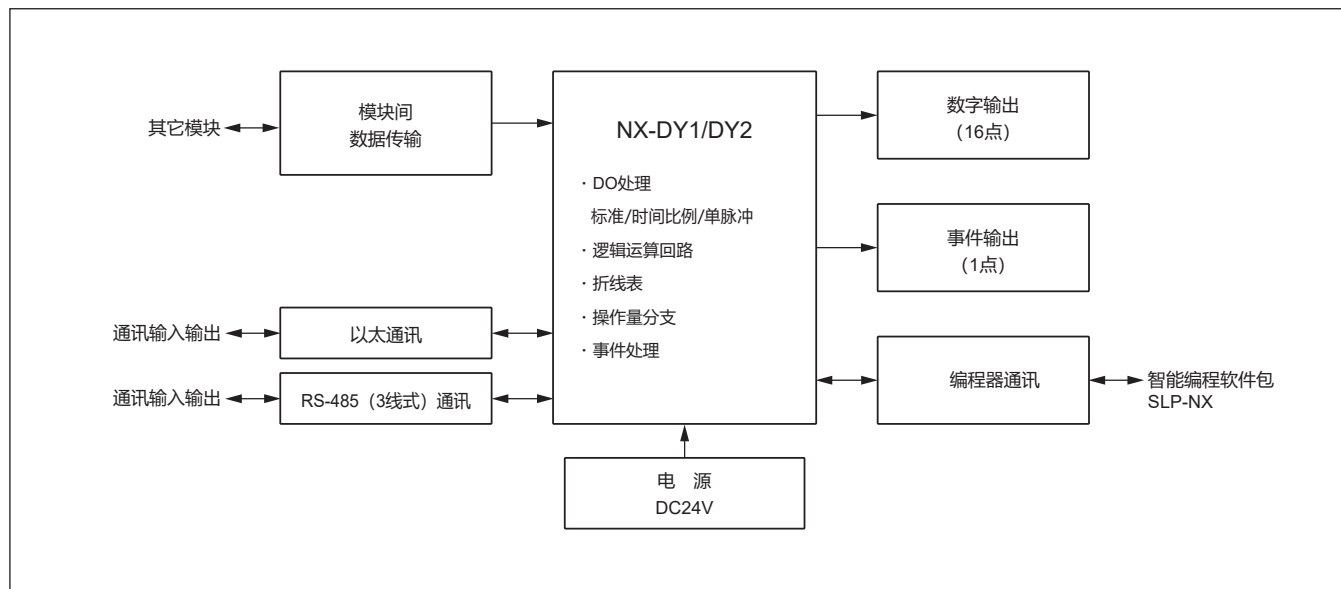 其它模块
模块间
数据传输
NX-DY1/DY2
· DO处理
标准/时间比例/单脉冲
· 逻辑运算回路
· 折线表
· 操作量分支
· 事件处理
数字输出
(16点)
事件输出
(1点)
通讯输入输出
以太通讯
通讯输入输出
RS-485（3线式）通讯
编程器通讯
智能编程软件包
SLP-NX
电 源
DC24V